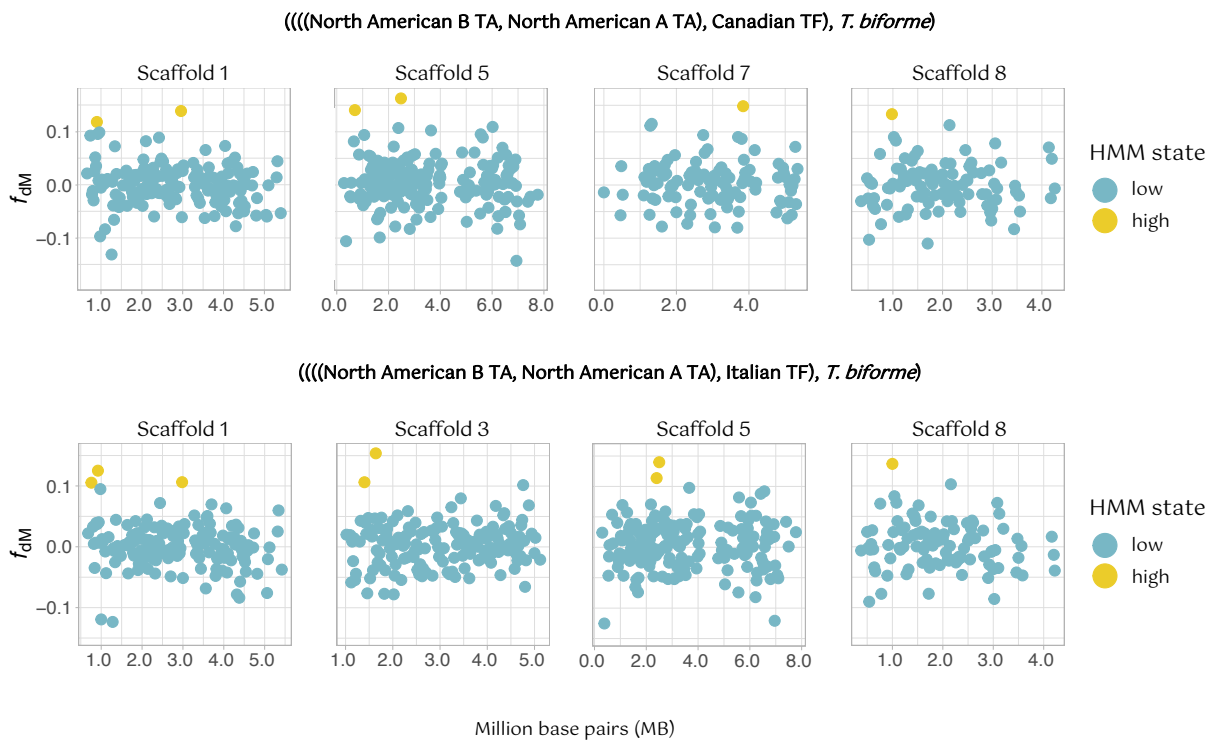 ((((North American B TA, North American A TA), Canadian TF), T. biforme)
Scaffold 1 Scaffold 5 Scaffold 7 Scaffold 8
fdM
0.1
0.0
−0.1
1.0 2.0 3.0 4.0 5.0
0.0 2.0 4.0 6.0 8.0
0.0 2.0 4.0
1.0 2.0 3.0 4.0
HMM state
low
high
((((North American B TA, North American A TA), Italian TF), T. biforme)
Scaffold 1 Scaffold 3 Scaffold 5 Scaffold 8
fdM
0.1
0.0
−0.1
1.0 2.0 3.0 4.0 5.0
1.0 2.0 3.0 4.0 5.0
0.0 2.0 4.0 6.0 8.0
1.0 2.0 3.0 4.0
HMM state
low
high
Million base pairs (MB)